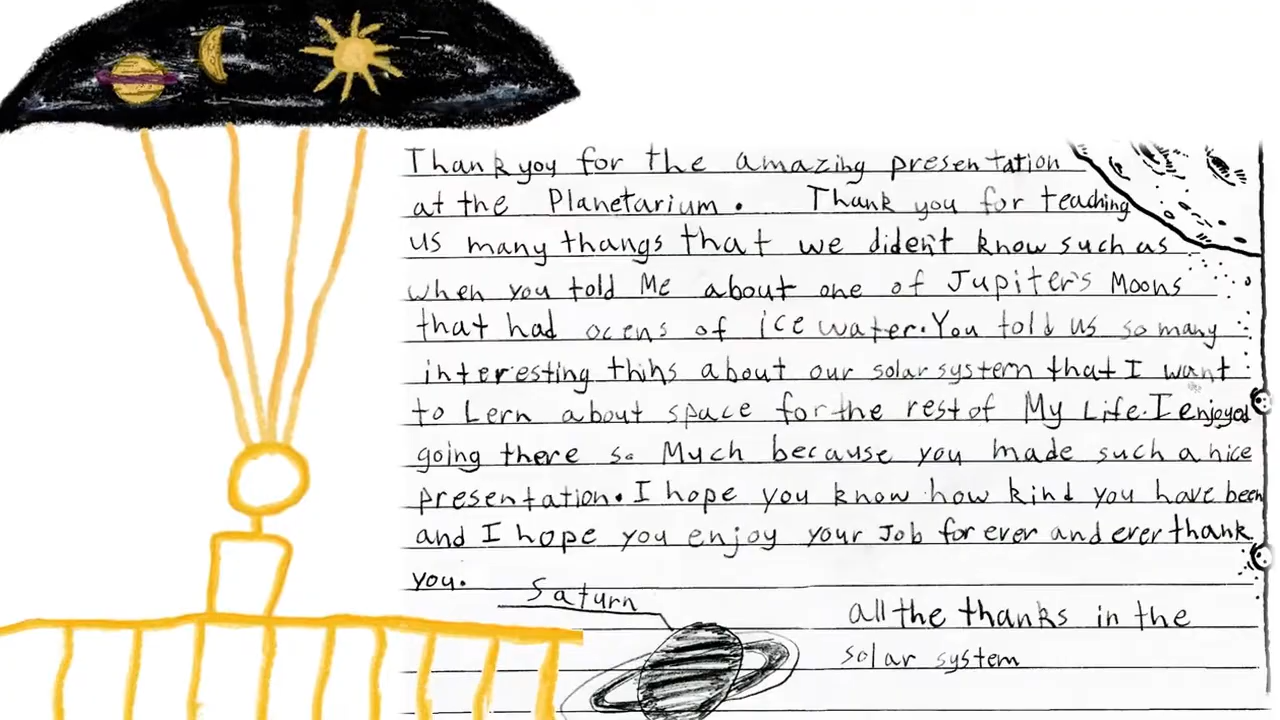 Thank you for the amazing presentation
at the Planetarium. Thank you for teaching
us many thangs that we diden't know such as
when you told Me about one of Jupiter's Moons
that had ocens of ice water. You told us so many
interesting thihs about our solar system that I want
to Lern about space for the rest of My Life. I enjoyed
going there so Much because you made such a nice
presentation. I hope you know how kind you have been
and I hope you enjoy your Job for ever and ever thank
you.
Saturn
all the thanks in the
solar system